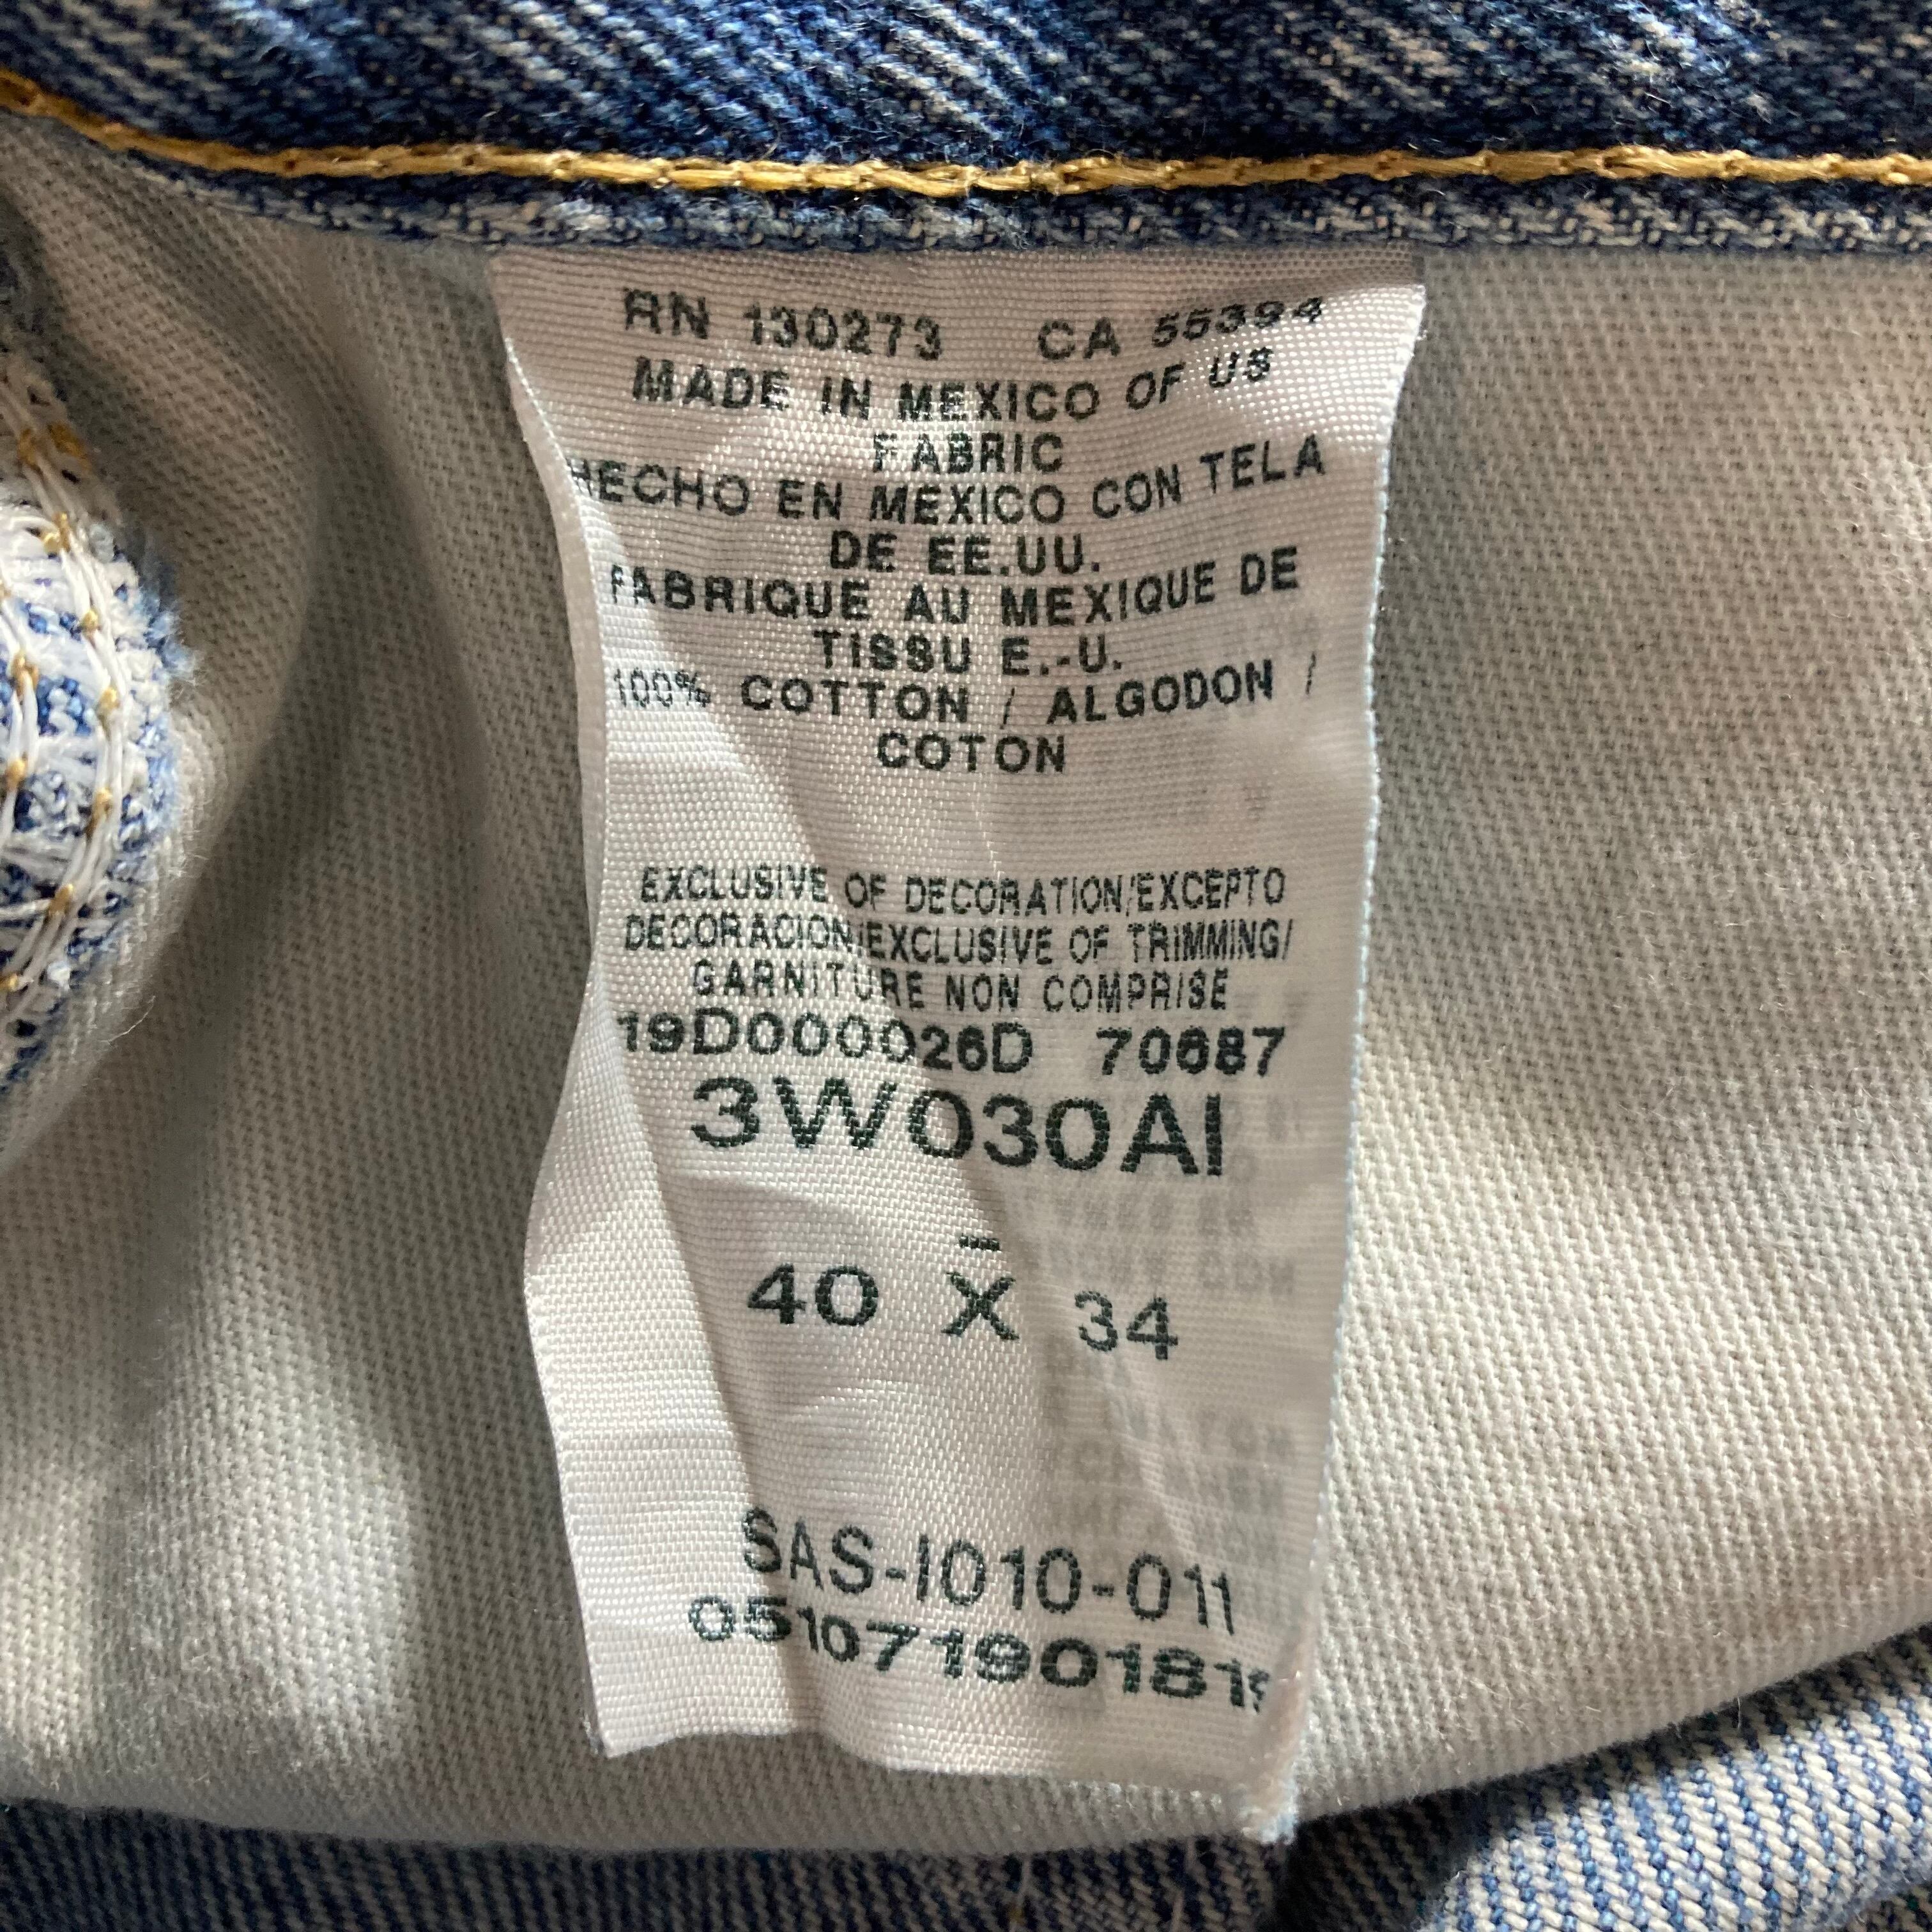 RN 130273 CA 55394
MADE IN MEXICO OF US
FABRIC
HECHO EN MEXICO CON TELA
DE EE.UU.
FABRIQUE AU MEXIQUE DE
TISSU E.-U.
100% COTTON / ALGODON /
COTON
EXCLUSIVE OF DECORATION/EXCEPTO
DECORACION/EXCLUSIVE OF TRIMMING/
GARNITURE NON COMPRISE
19D000026D 70687
3W030AI
40 X 34
SAS-I010-011